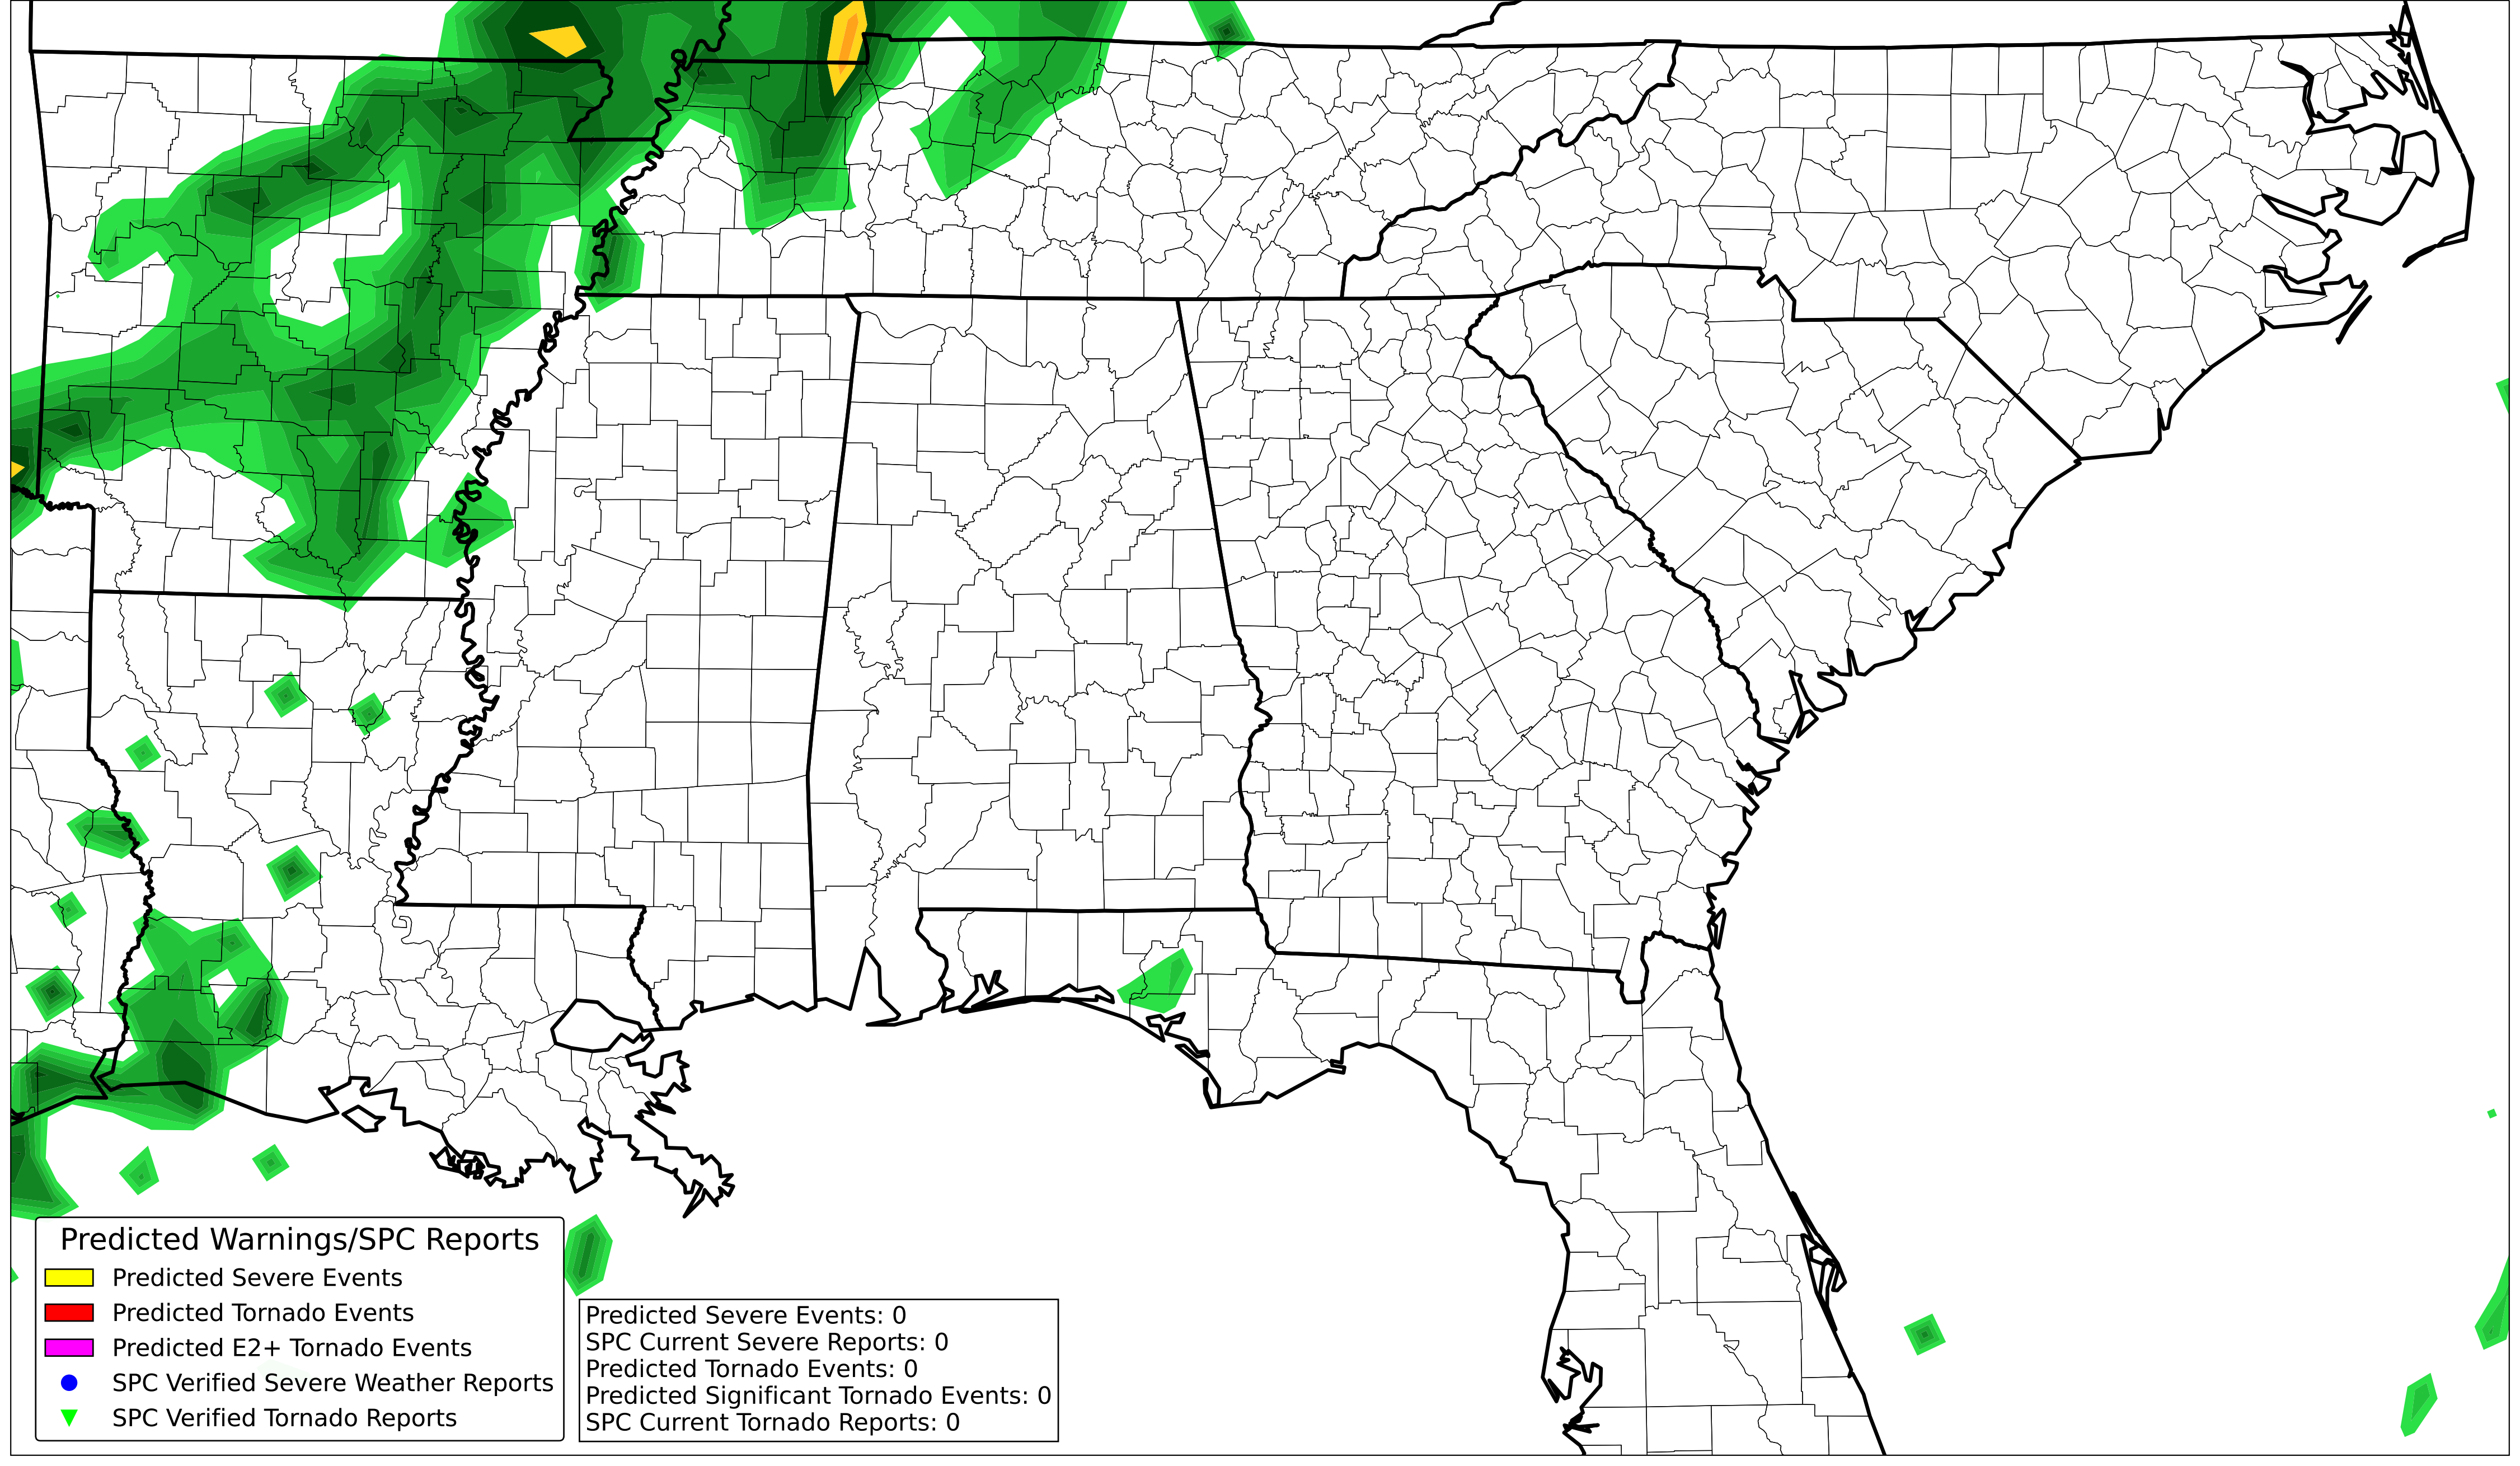 Predicted Warnings/SPC Reports
Predicted Severe Events
Predicted Tornado Events
Predicted E2+ Tornado Events
SPC Verified Severe Weather Reports
SPC Verified Tornado Reports
Predicted Severe Events: 0
SPC Current Severe Reports: 0
Predicted Tornado Events: 0
Predicted Significant Tornado Events: 0
SPC Current Tornado Reports: 0